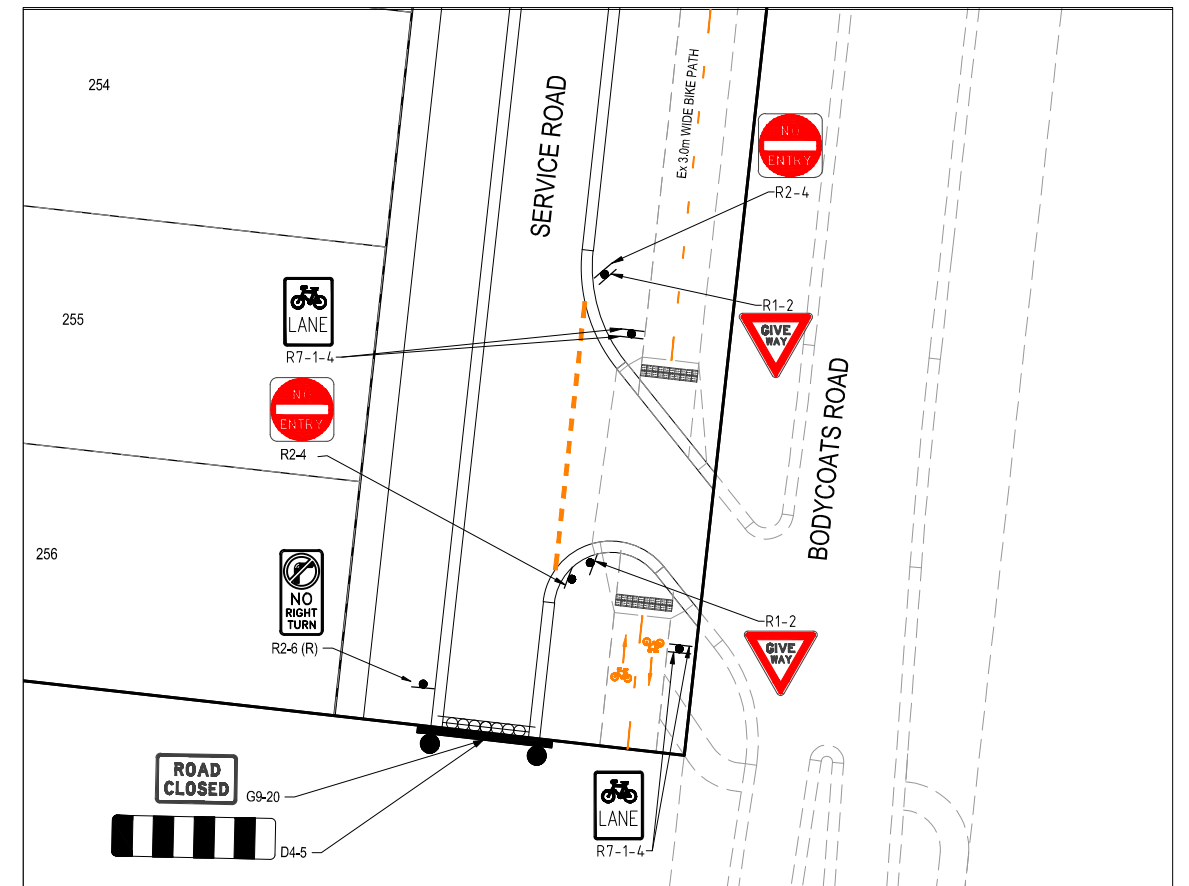 254
SERVICE ROAD
Ex 3.0m WIDE BIKE PATH
NO
ENTRY
R2-4
255
LANE
R7-1-4
R1-2
GIVE
WAY
NO
ENTRY
R2-4
BODYCOATS ROAD
256
NO
RIGHT
TURN
R2-6 (R)
R1-2
GIVE
WAY
ROAD
CLOSED
G9-20
D4-5
LANE
R7-1-4